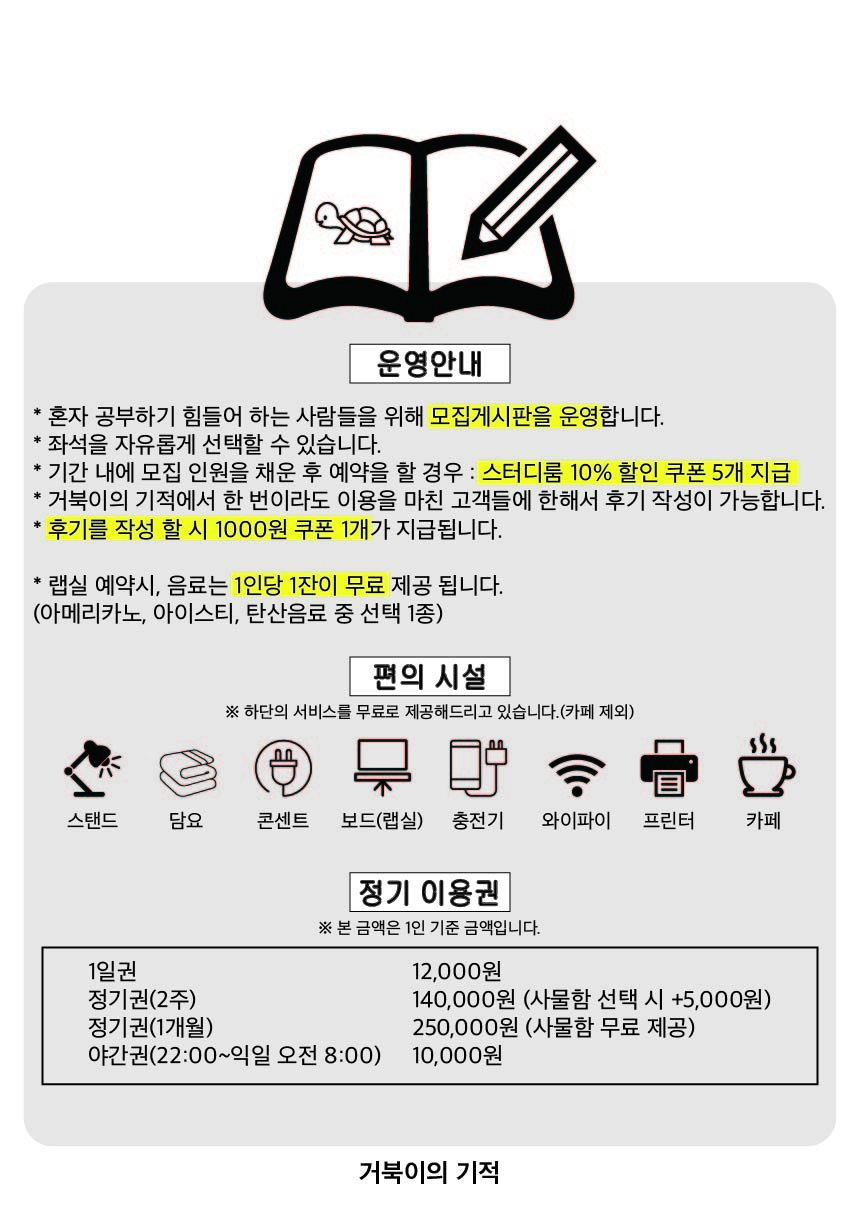 운영안내
* 혼자 공부하기 힘들어 하는 사람들을 위해 모집게시판을 운영합니다.
* 좌석을 자유롭게 선택할 수 있습니다.
* 기간 내에 모집 인원을 채운 후 예약을 할 경우 : 스터디룸 10% 할인 쿠폰 5개 지급
* 거북이의 기적에서 한 번이라도 이용을 마친 고객들에 한해서 후기 작성이 가능합니다.
* 후기를 작성 할 시 1000원 쿠폰 1개가 지급됩니다.
* 랩실 예약시, 음료는 1인당 1잔이 무료 제공 됩니다.
(아메리카노, 아이스티, 탄산음료 중 선택 1종)
편의 시설
※ 하단의 서비스를 무료로 제공해드리고 있습니다.(카페 제외)
스탠드 담요 콘센트 보드(랩실) 충전기 와이파이 프린터 카페
정기 이용권
※ 본 금액은 1인 기준 금액입니다.
1일권 12,000원
정기권(2주) 140,000원 (사물함 선택 시 +5,000원)
정기권(1개월) 250,000원 (사물함 무료 제공)
야간권(22:00~익일 오전 8:00) 10,000원
거북이의 기적